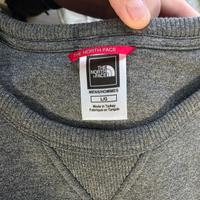 THE NORTH FACE
THE
NORTH
FACE
MENS/HOMMES
L/G
Made in Turkey
Fabriqué en Turquie